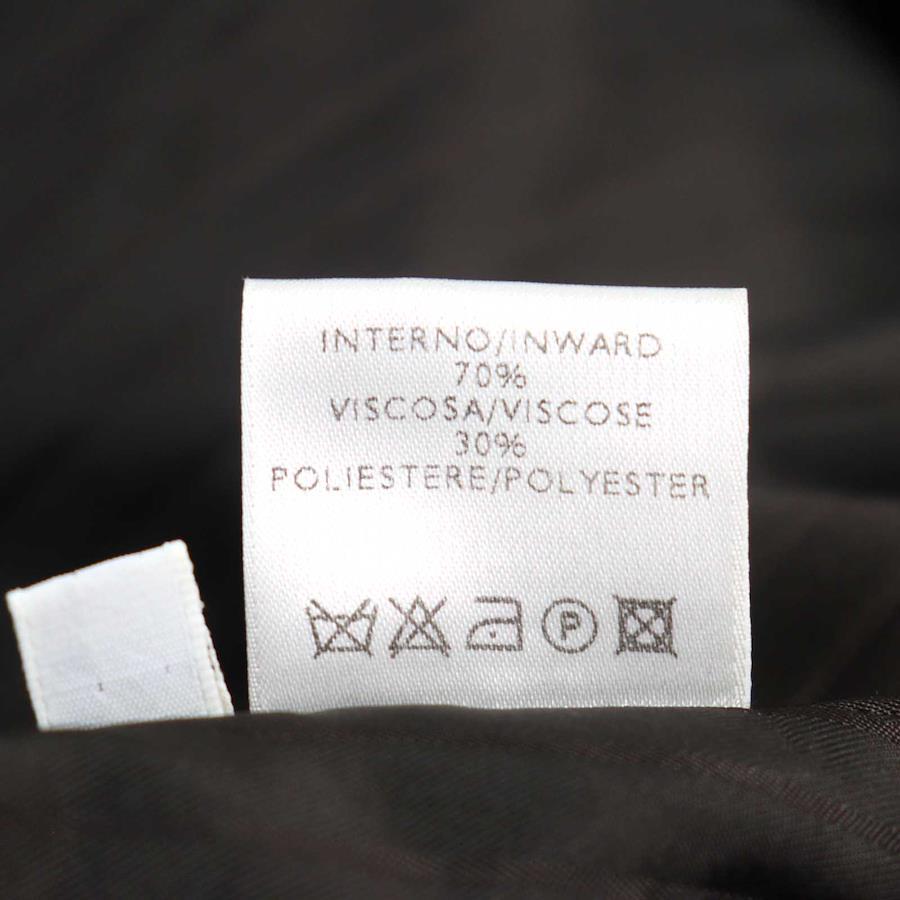 INTERNO/INWARD
70%
VISCOSA/VISCOSE
30%
POLIESTERE/POLYESTER
P